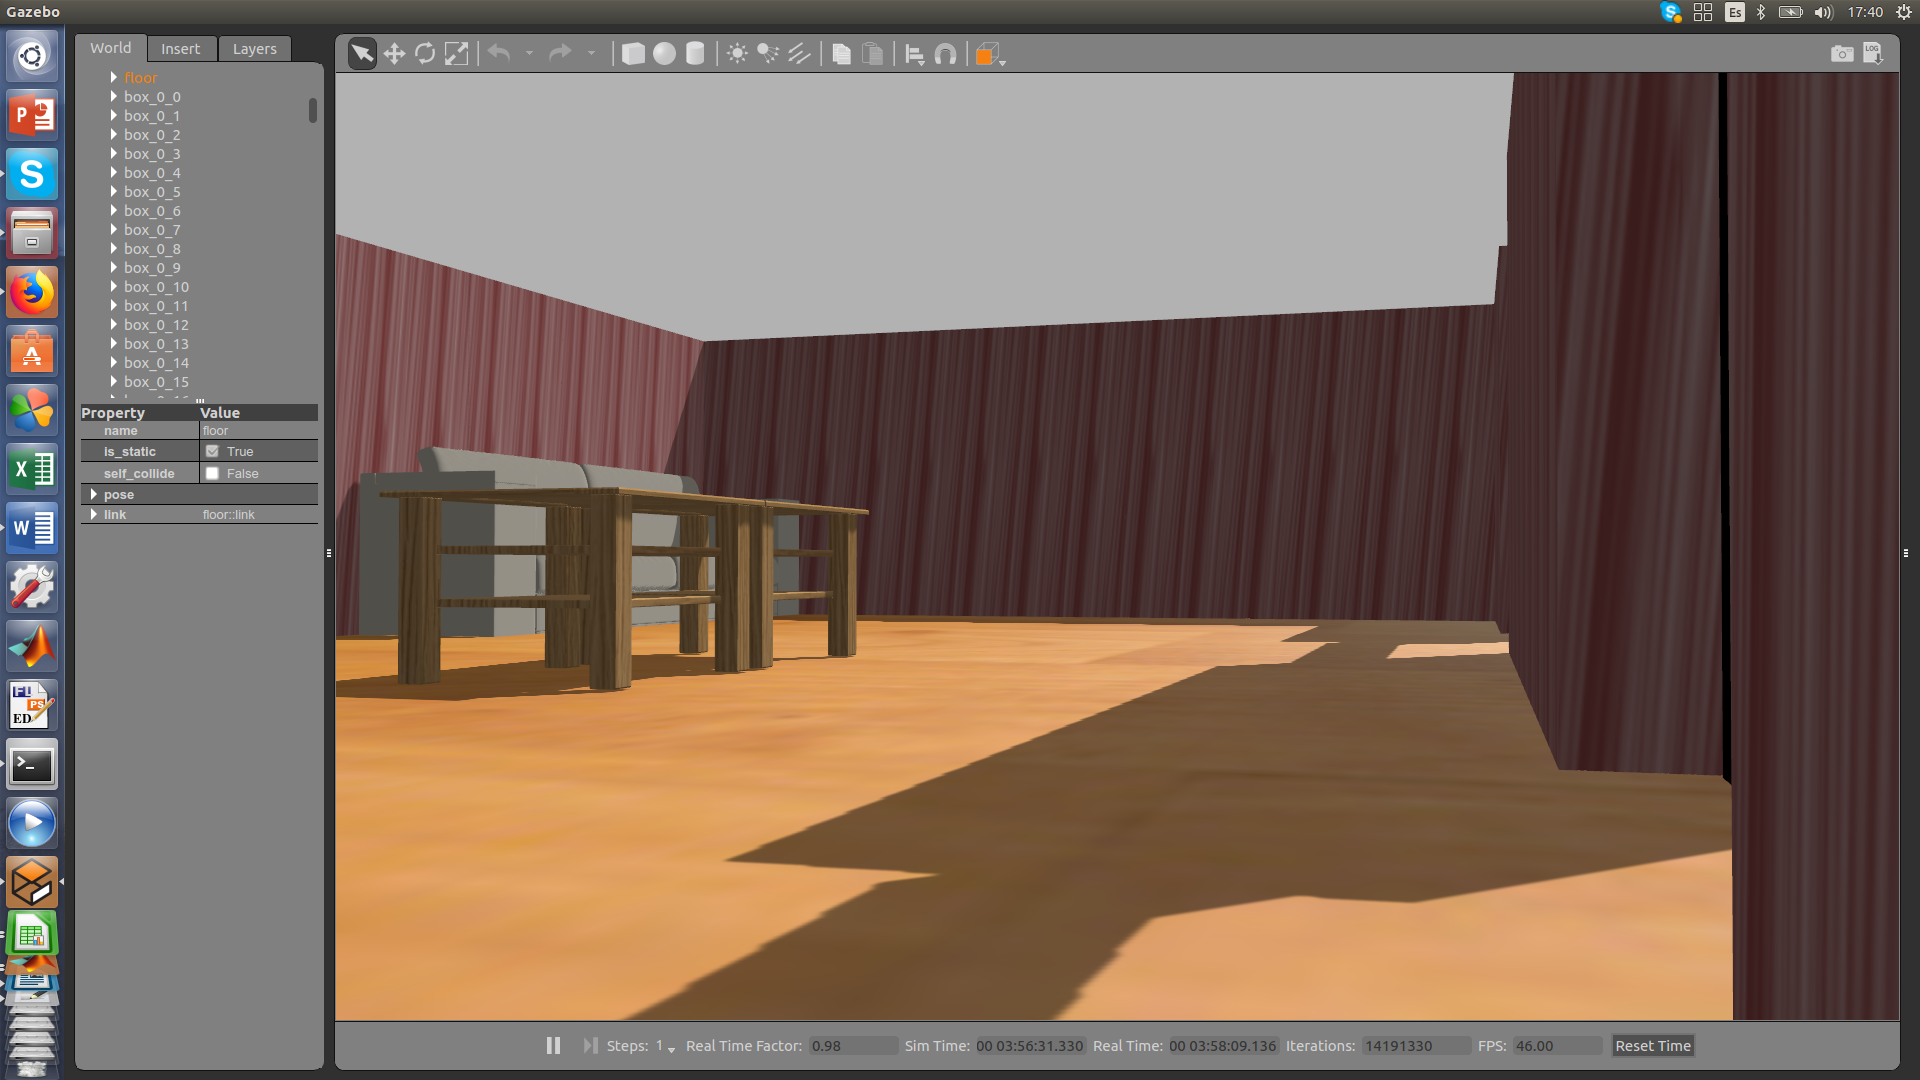 Gazebo
Es
17:40
World
Insert
Layers
LOG
floor
box_0_0
box_0_1
box_0_2
box_0_3
box_0_4
box_0_5
box_0_6
box_0_7
box_0_8
box_0_9
box_0_10
box_0_11
box_0_12
box_0_13
box_0_14
box_0_15
Property Value
name floor
is_static True
self_collide False
pose
link floor::link
Steps: 1 Real Time Factor: 0.98 Sim Time: 00 03:56:31.330 Real Time: 00 03:58:09.136 Iterations: 14191330 FPS: 46.00 Reset Time